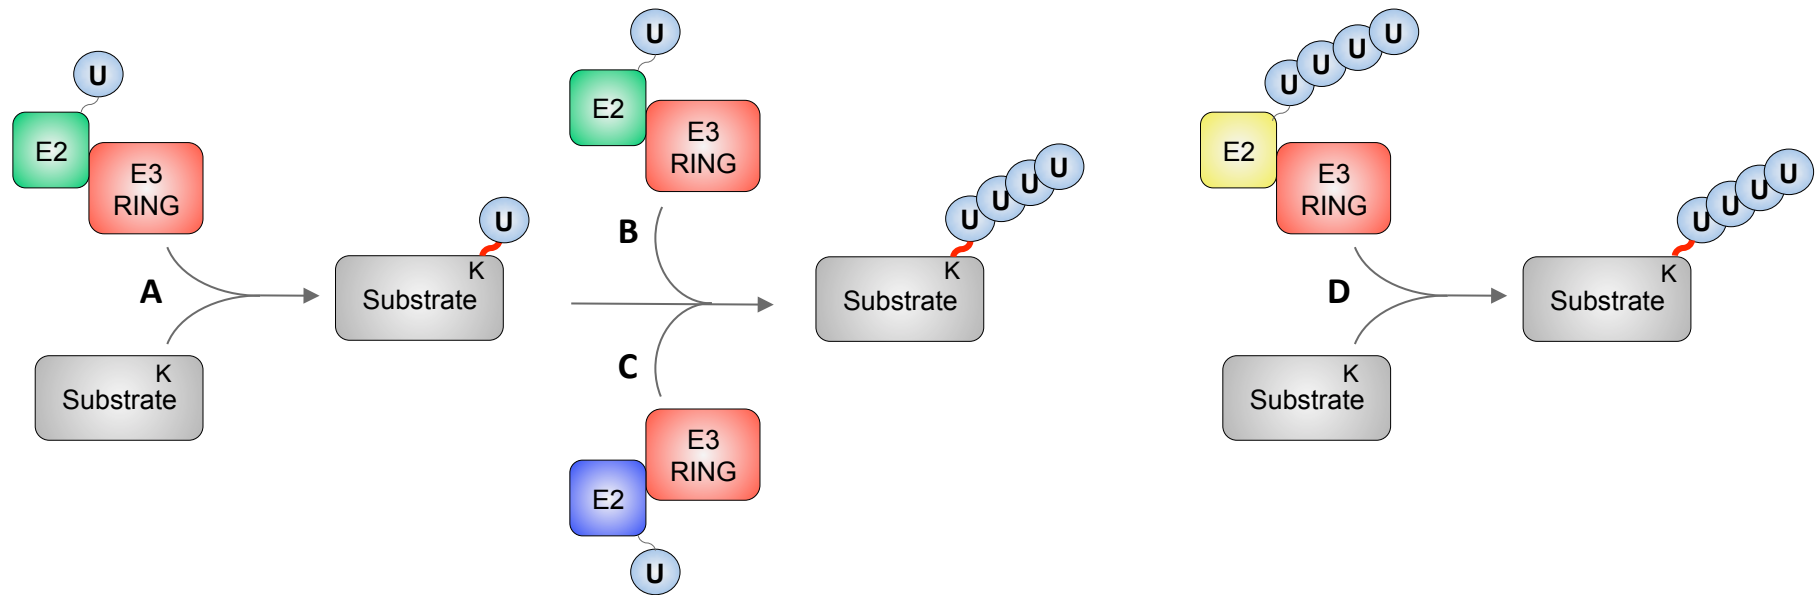 U
E2
E3
RING
A
K
Substrate
U
K
Substrate
U
E2
E3
RING
B
C
E3
RING
E2
U
U U U U
K
Substrate
U U U U
E2
E3
RING
D
K
Substrate
U U U U
K
Substrate